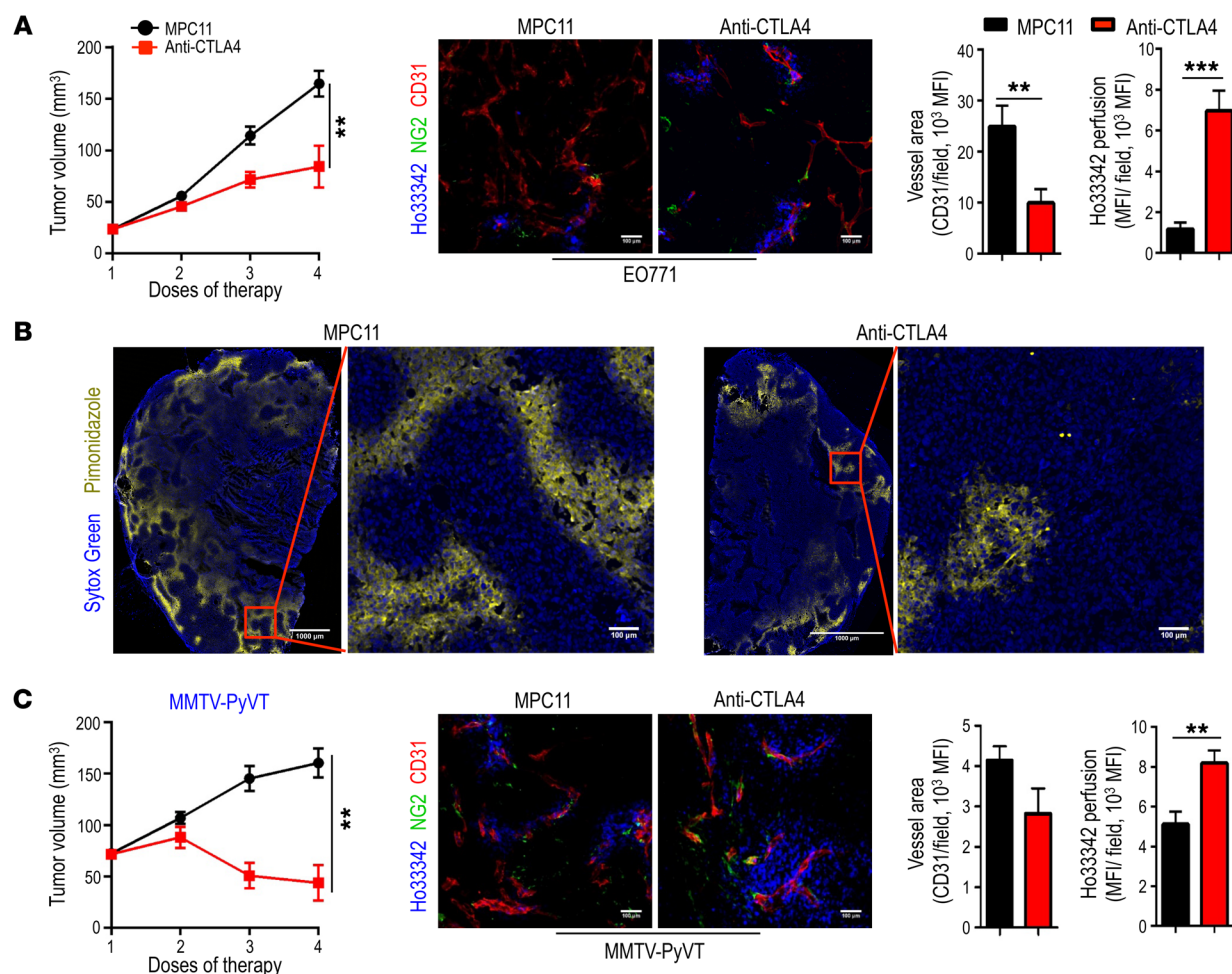 A
MPC11
Anti-CTLA4
Tumor volume (mm³)
200
150
100
50
0
1 2 3 4
Doses of therapy
**
MPC11 Anti-CTLA4
Ho33342 NG2 CD31
100 µm
100 µm
EO771
MPC11 Anti-CTLA4
Vessel area
(CD31/field, 10³ MFI)
40
30
20
10
0
**
Ho33342 perfusion
(MFI/field, 10³ MFI)
10
8
6
4
2
0
***
B
MPC11 Anti-CTLA4
Sytox Green Pimonidazole
1000 µm
100 µm
1000 µm
100 µm
C
MMTV-PyVT
Tumor volume (mm³)
200
150
100
50
0
1 2 3 4
Doses of therapy
**
MPC11 Anti-CTLA4
Ho33342 NG2 CD31
100 µm
100 µm
MMTV-PyVT
Vessel area
(CD31/field, 10³ MFI)
5
4
3
2
1
0
Ho33342 perfusion
(MFI/ field, 10³ MFI)
10
8
6
4
2
0
**